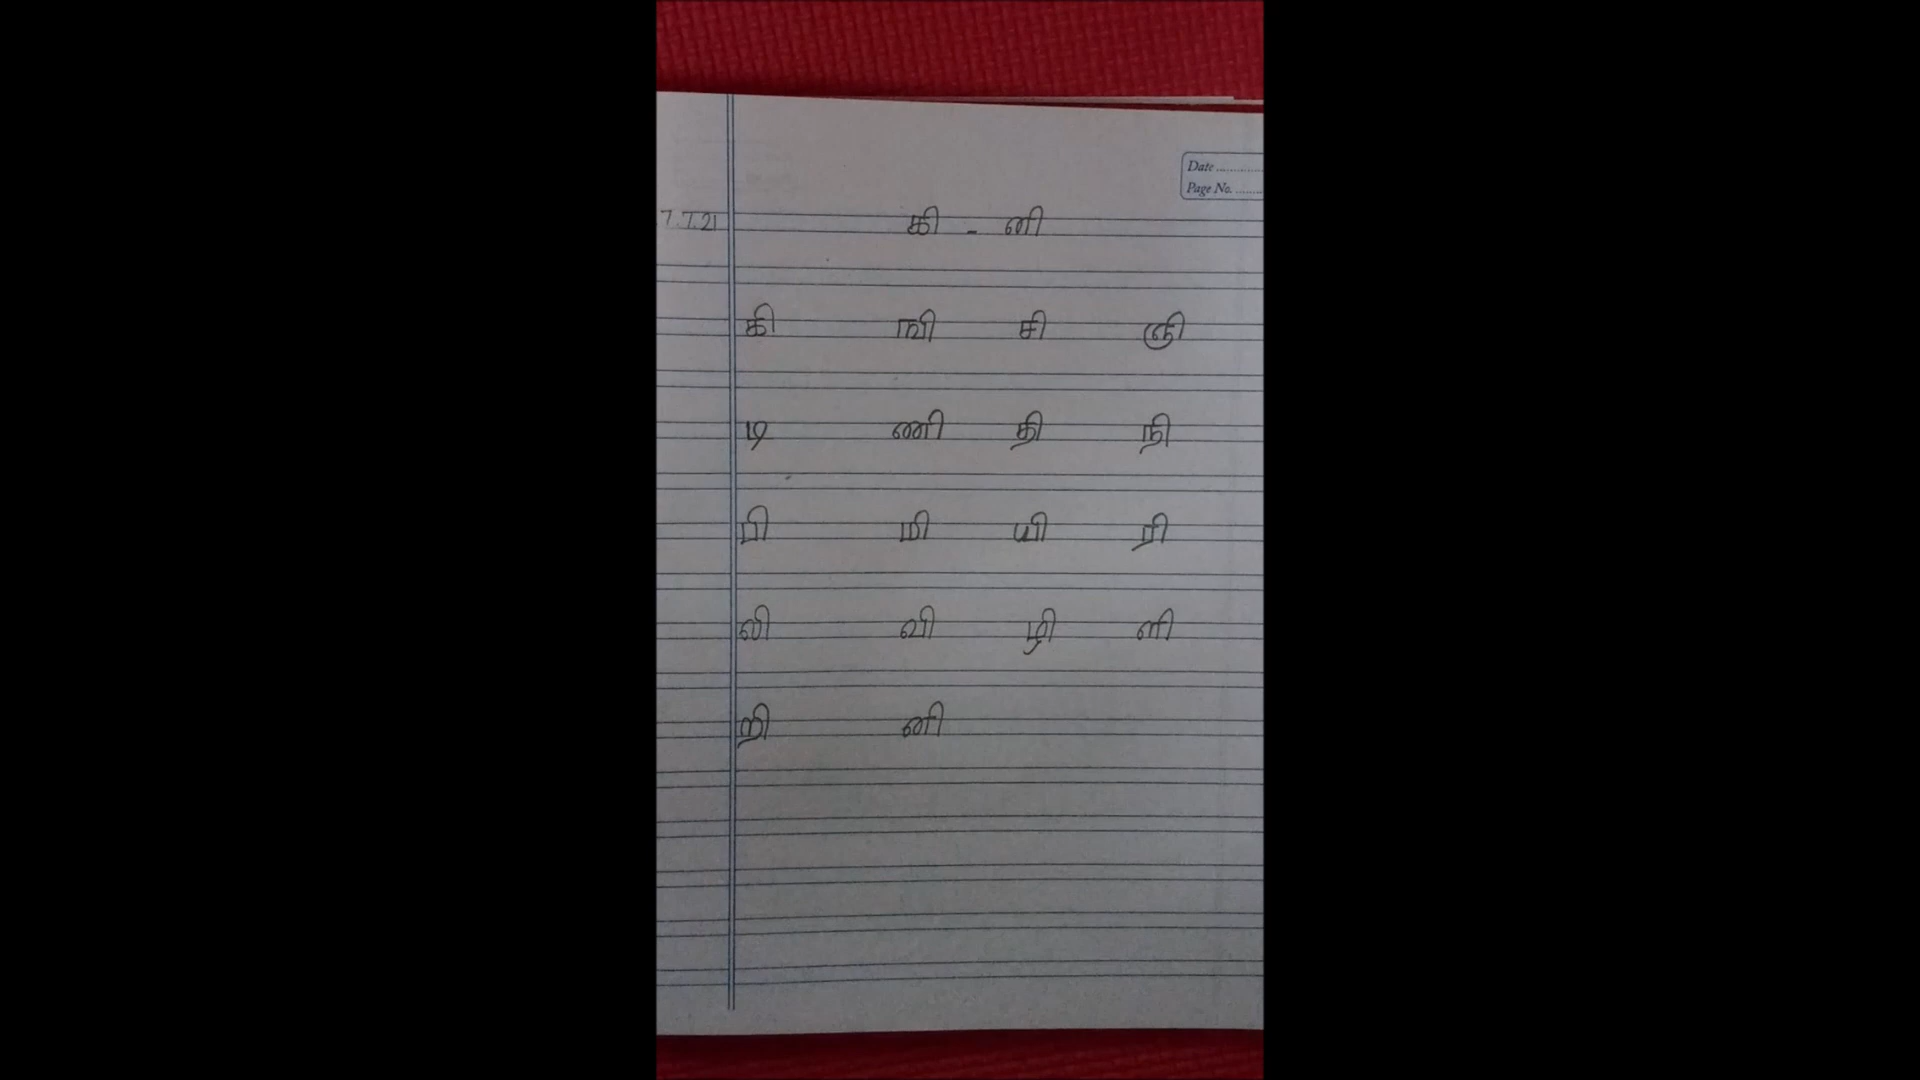 Date ..............
Page No. .........
7.7.21 கி - னி
கி ஙி சி ஞி
டி ணி தி நி
பி மி யி ரி
லி வி ழி ளி
றி னி